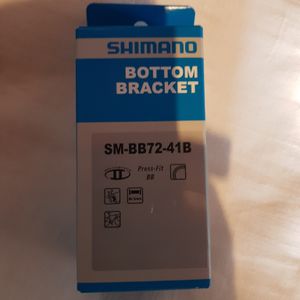 SHIMANO
BOTTOM
BRACKET
SM-BB72-41B
Press-Fit
BB